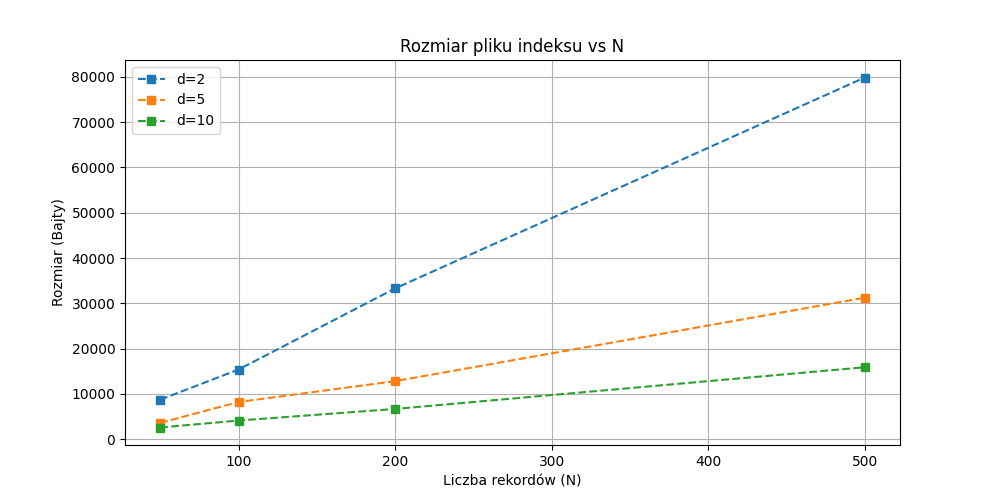 Rozmiar pliku indeksu vs N
d=2
d=5
d=10
80000
70000
60000
50000
40000
30000
20000
10000
0
Rozmiar (Bajty)
100
200
300
400
500
Liczba rekordów (N)